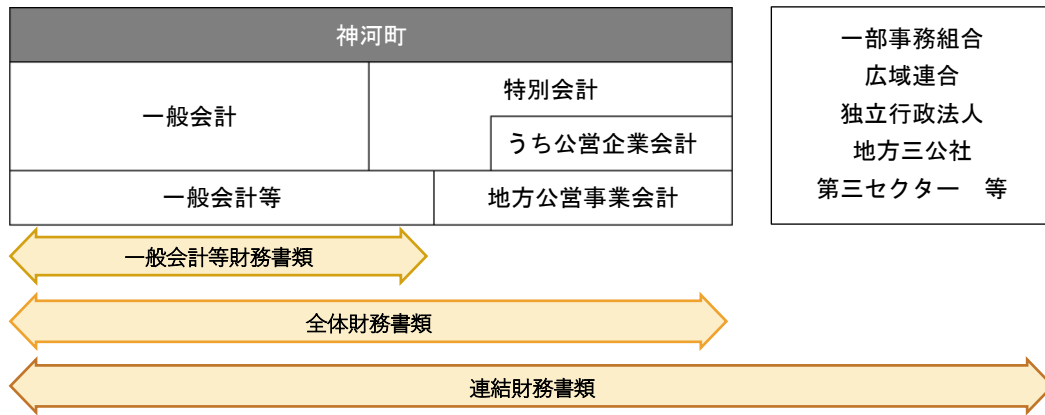 神河町
一般会計
特別会計
うち公営企業会計
一般会計等
地方公営事業会計
一部事務組合
広域連合
独立行政法人
地方三公社
第三セクター　等
一般会計等財務書類
全体財務書類
連結財務書類